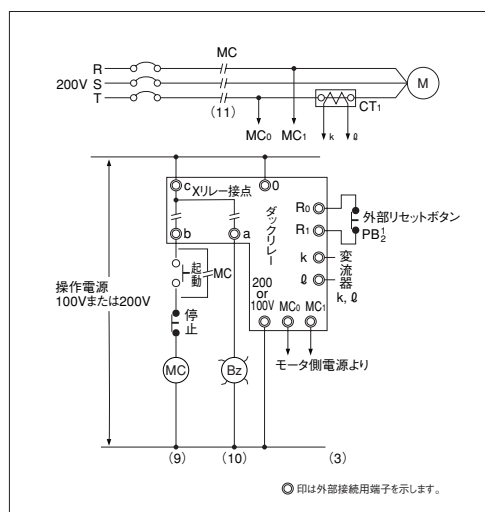 MC
R
200V S
T
M
(11)
CT1
MC0 MC1 k ℓ
c Xリレー接点 0
ダックリレー
R0
R1
外部リセットボタン
PB½
b a
k
ℓ
変流器
k, ℓ
起動
MC
操作電源
100Vまたは200V
200
or
100V
MC0 MC1
停止
モータ側電源より
MC
Bz
(9) (10) (3)
◎印は外部接続用端子を示します。